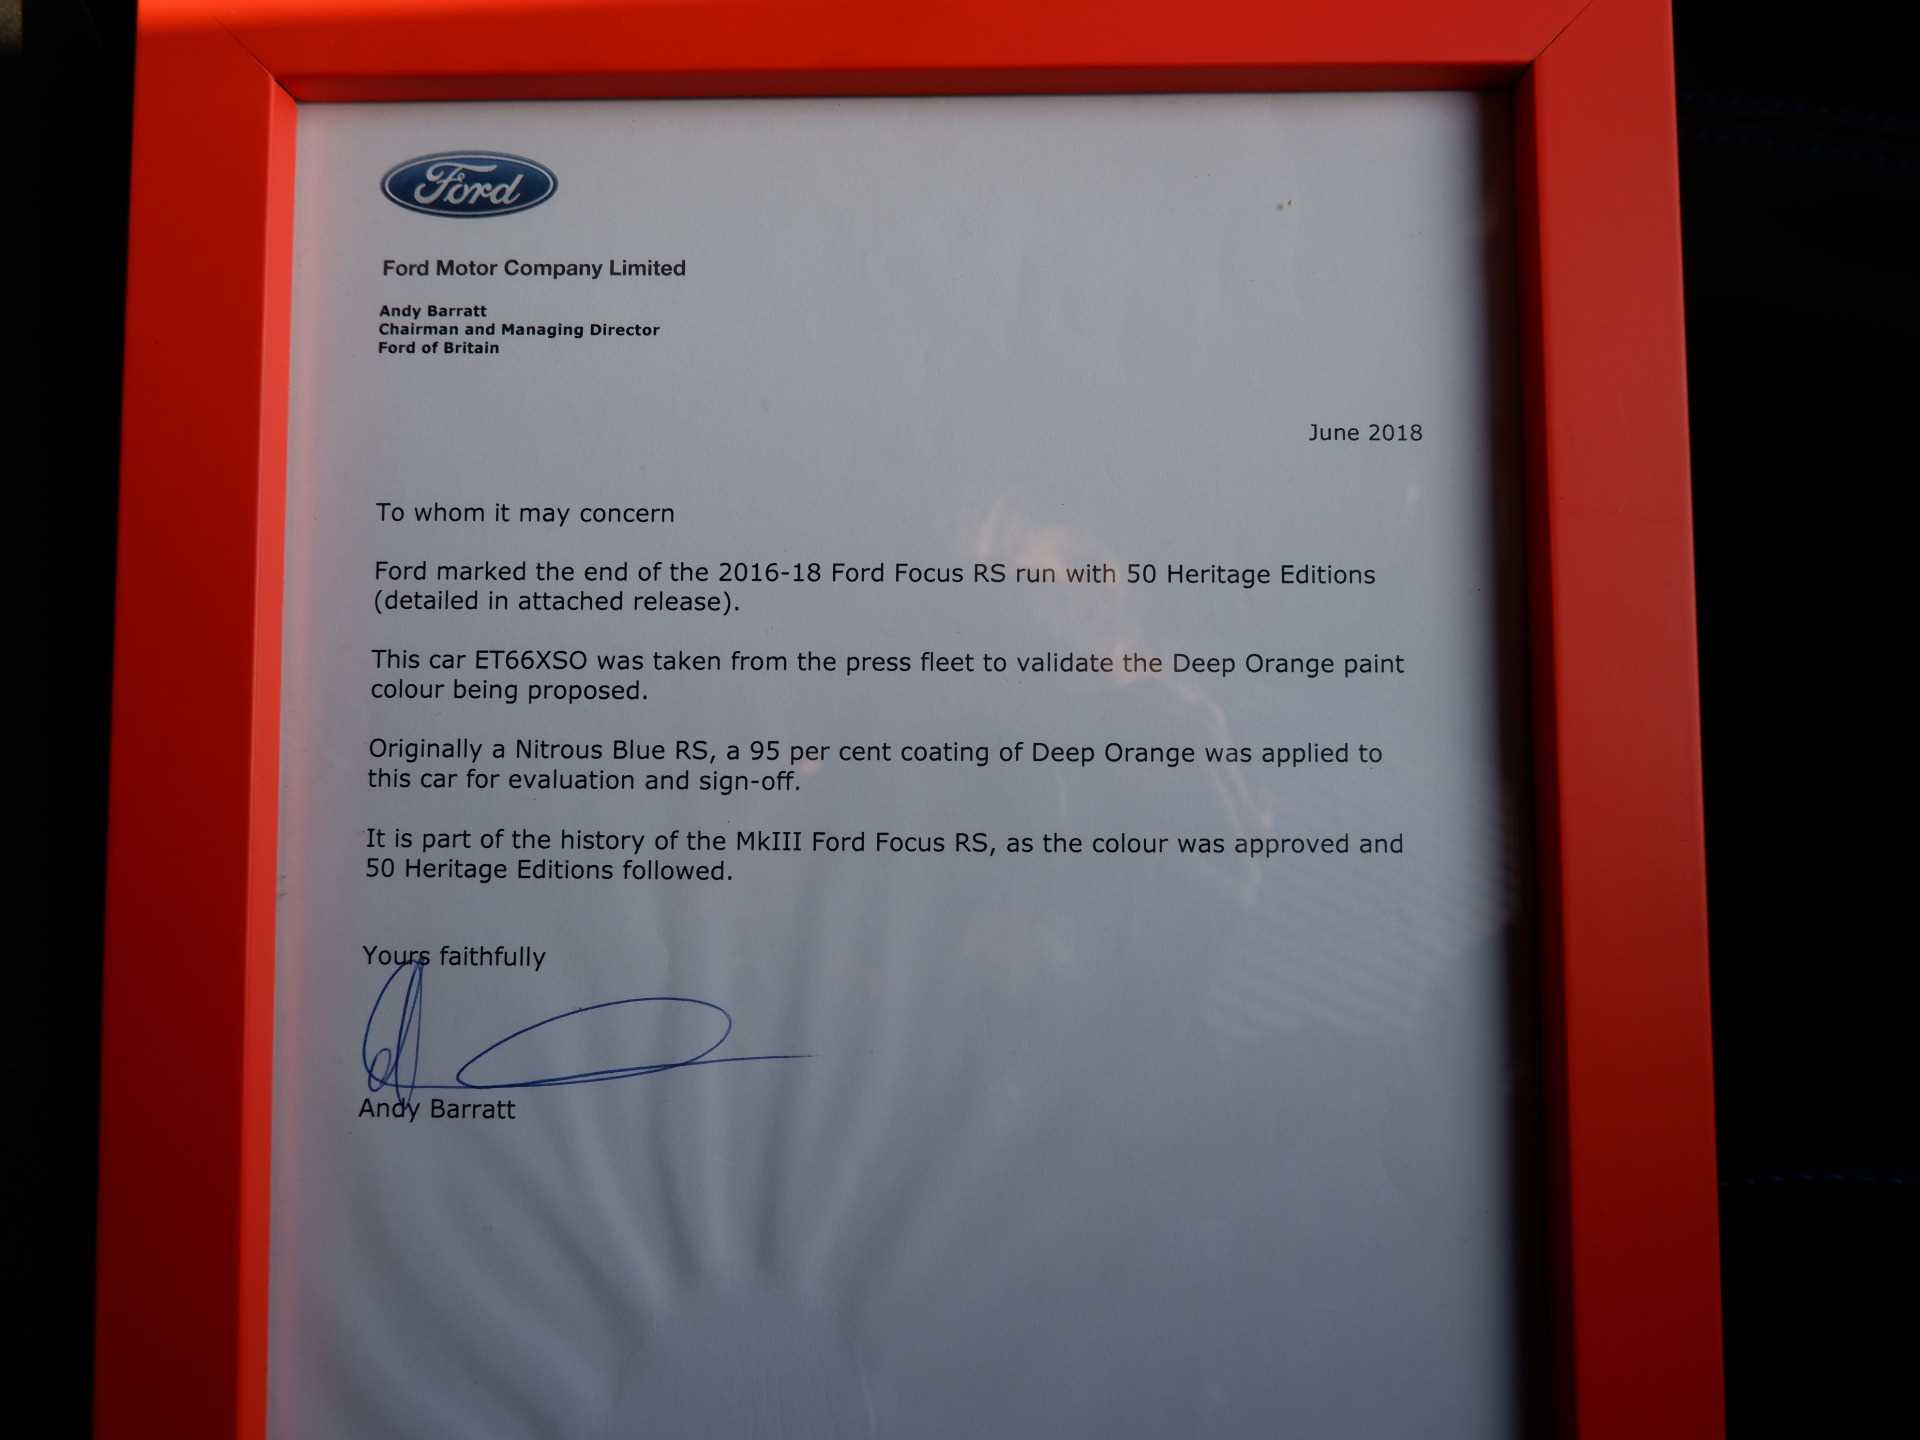 Ford
Ford Motor Company Limited
Andy Barratt
Chairman and Managing Director
Ford of Britain
June 2018
To whom it may concern
Ford marked the end of the 2016-18 Ford Focus RS run with 50 Heritage Editions
(detailed in attached release).
This car ET66XSO was taken from the press fleet to validate the Deep Orange paint
colour being proposed.
Originally a Nitrous Blue RS, a 95 per cent coating of Deep Orange was applied to
this car for evaluation and sign-off.
It is part of the history of the MkIII Ford Focus RS, as the colour was approved and
50 Heritage Editions followed.
Yours faithfully
Andy Barratt